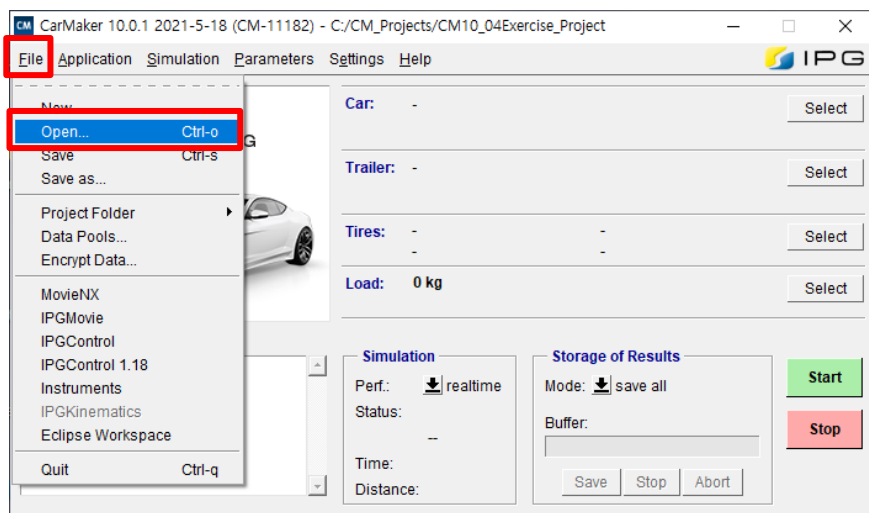 CM CarMaker 10.0.1 2021-5-18 (CM-11182) - C:/CM_Projects/CM10_04Exercise_Project
File Application Simulation Parameters Settings Help IPG
New
Open... Ctrl-o
Save Ctrl-s
Save as...
Project Folder
Data Pools...
Encrypt Data...
MovieNX
IPGMovie
IPGControl
IPGControl 1.18
Instruments
IPGKinematics
Eclipse Workspace
Quit Ctrl-q
G
Car: - Select
Trailer: - Select
Tires: - - Select
- -
Load: 0 kg Select
Simulation
Perf.: realtime
Status:
--
Time:
Distance:
Storage of Results
Mode: save all
Buffer:
Save Stop Abort
Start
Stop